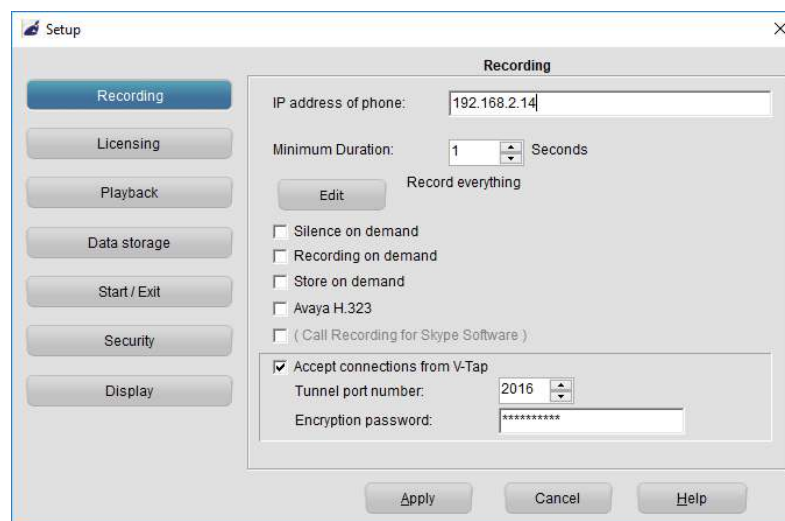 Setup
Recording
Recording
Licensing
Playback
Data storage
Start / Exit
Security
Display
IP address of phone: 192.168.2.14
Minimum Duration: 1 Seconds
Edit Record everything
Silence on demand
Recording on demand
Store on demand
Avaya H.323
( Call Recording for Skype Software )
Accept connections from V-Tap
Tunnel port number: 2016
Encryption password: **********
Apply Cancel Help